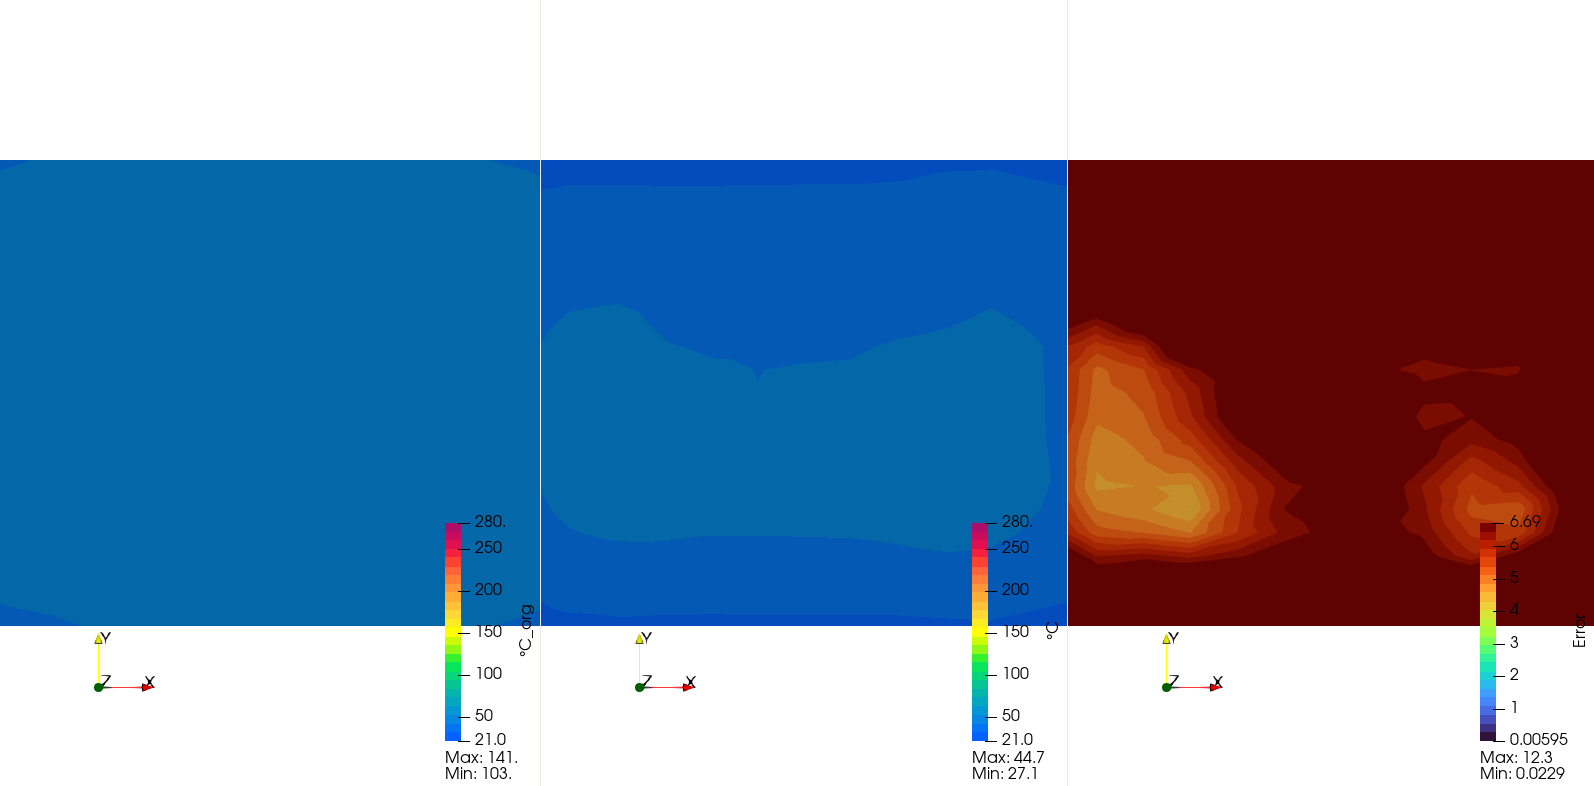 280.
250
200
150
100
50
21.0
°C_org
Max: 141.
Min: 103.
Y
Z
X
280.
250
200
150
100
50
21.0
°C
Max: 44.7
Min: 27.1
Y
Z
X
6.69
6
5
4
3
2
1
0.00595
Error
Max: 12.3
Min: 0.0229
Y
Z
X